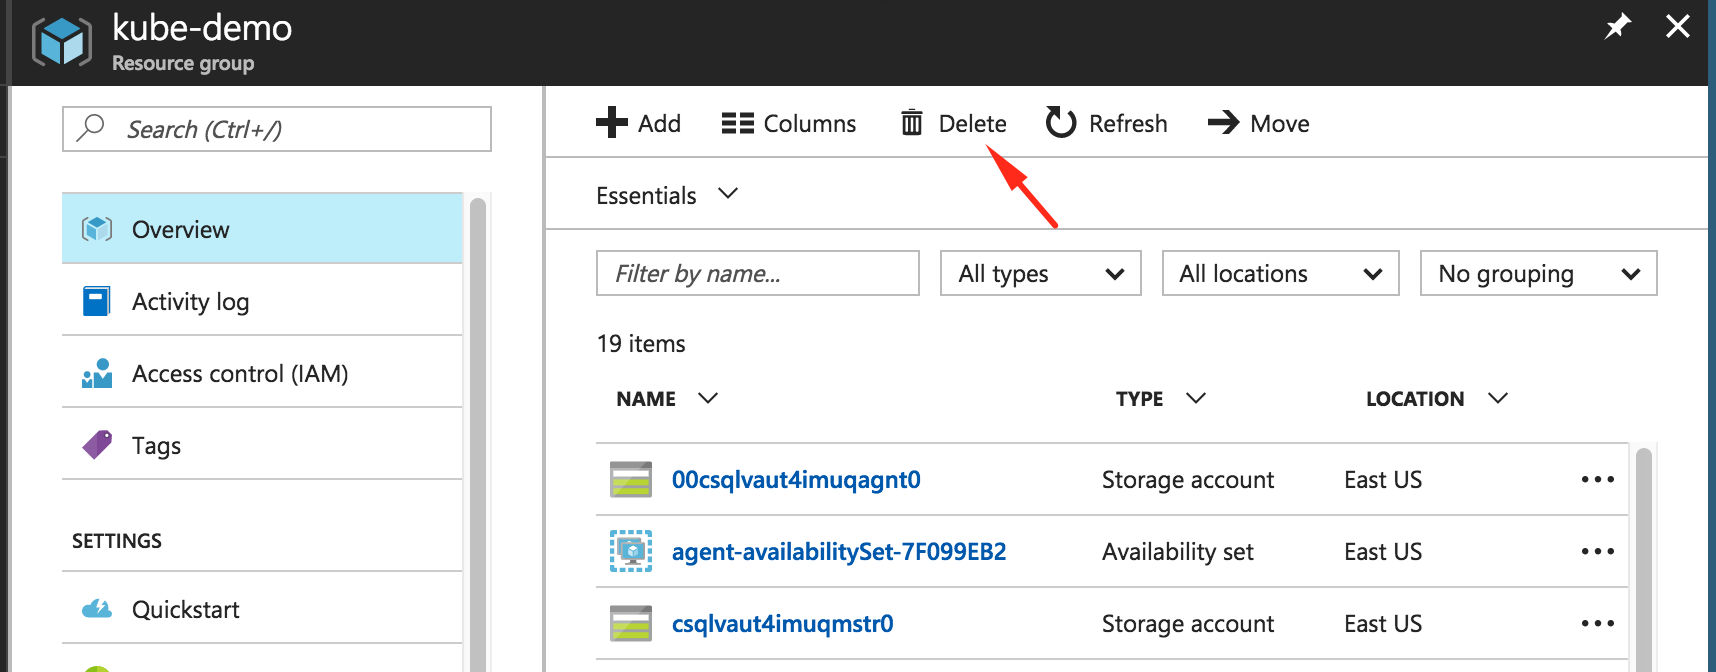 kube-demo
Resource group
Search (Ctrl+/)
Overview
Activity log
Access control (IAM)
Tags
SETTINGS
Quickstart
Add Columns Delete Refresh Move
Essentials
Filter by name... All types All locations No grouping
19 items
NAME TYPE LOCATION
00csqlvaut4imuqagnt0 Storage account East US
agent-availabilitySet-7F099EB2 Availability set East US
csqlvaut4imuqmstr0 Storage account East US